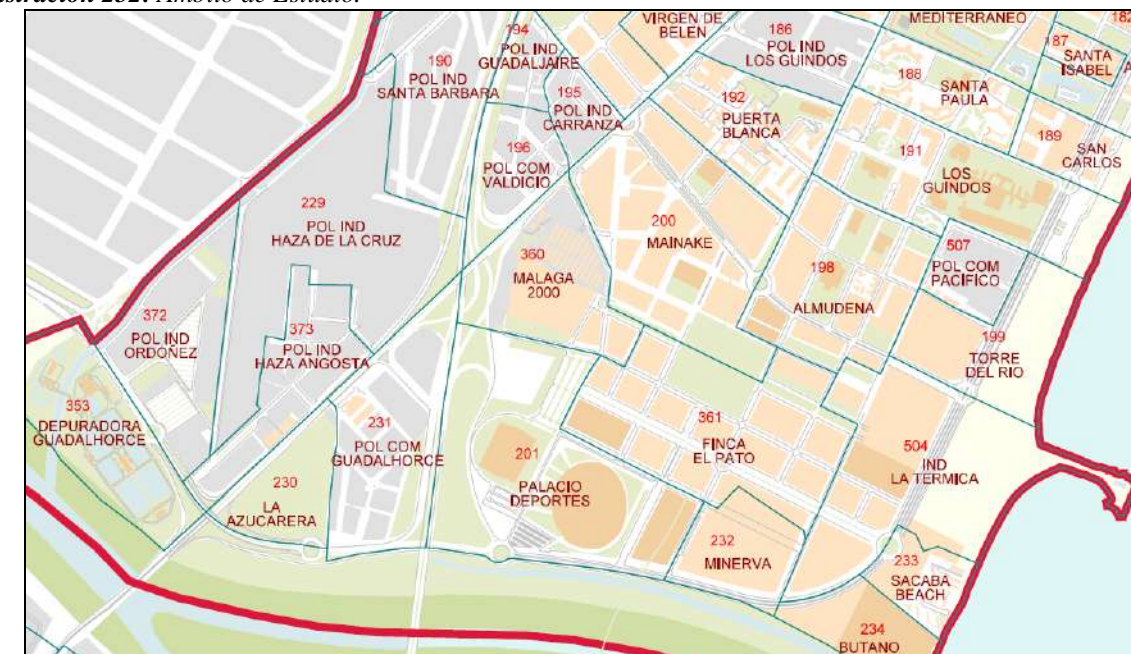 Ámbito de Estudio.
VIRGEN DE
BELEN
MEDITERRANEO
182
194
POL IND
GUADALJAIRE
186
POL IND
LOS GUINDOS
187
SANTA
ISABEL
190
POL IND
SANTA BARBARA
188
SANTA
PAULA
195
POL IND
CARRANZA
192
PUERTA
BLANCA
189
SAN
CARLOS
196
POL COM
VALDICIO
191
LOS
GUINDOS
229
POL IND
HAZA DE LA CRUZ
200
MAINAKE
507
POL COM
PACIFICO
360
MALAGA
2000
198
ALMUDENA
372
POL IND
ORDOÑEZ
373
POL IND
HAZA ANGOSTA
199
TORRE
DEL RIO
353
DEPURADORA
GUADALHORCE
231
POL COM
GUADALHORCE
361
FINCA
EL PATO
504
IND
LA TERMICA
201
PALACIO
DEPORTES
230
LA
AZUCARERA
232
MINERVA
233
SACABA
BEACH
234
BUTANO